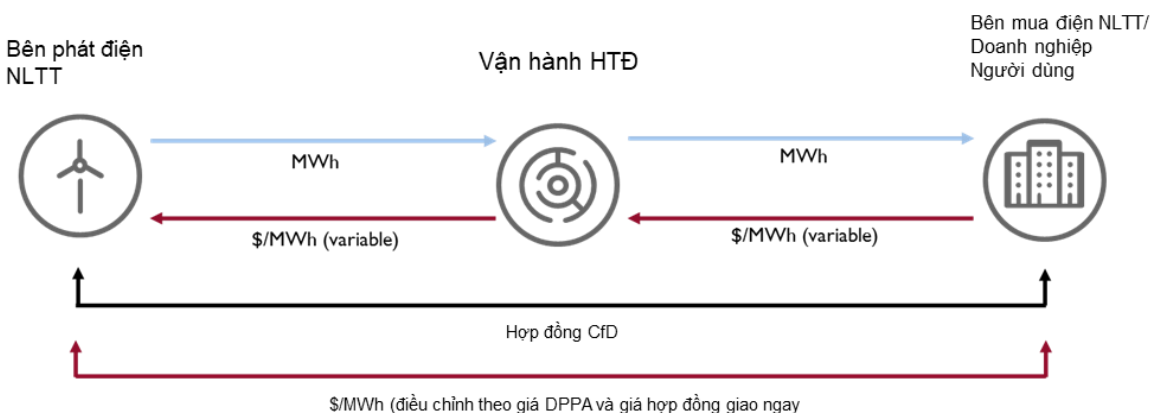 Bên phát điện
NLTT
Vận hành HTĐ
Bên mua điện NLTT/
Doanh nghiệp
Người dùng
MWh
MWh
$/MWh (variable)
$/MWh (variable)
Hợp đồng CfD
$/MWh (điều chỉnh theo giá DPPA và giá hợp đồng giao ngay